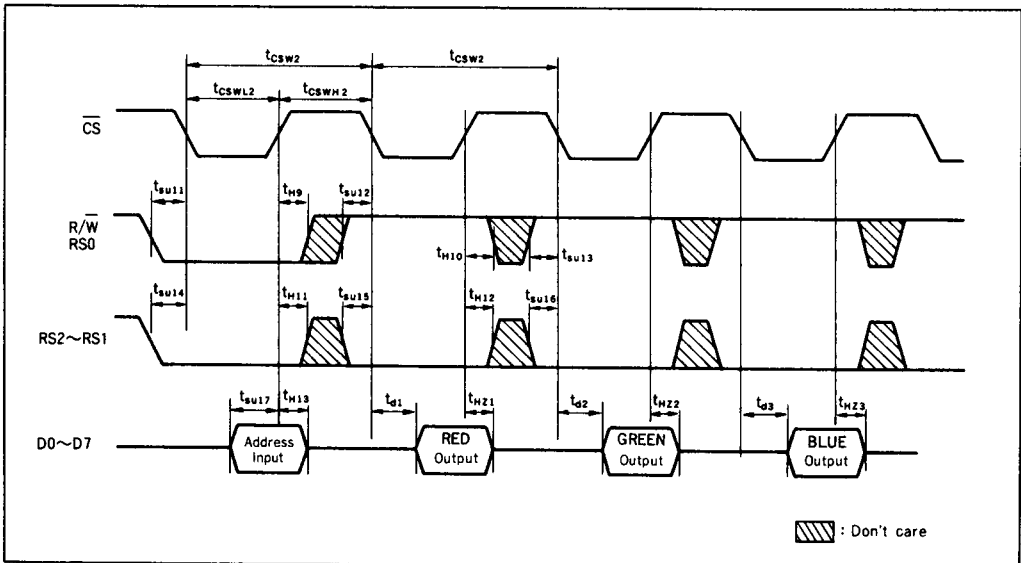 tCSW2 tCSW2
tCSWL2 tCSWH2
CS
tsu11 tH9 tsu12
R/W
RS0
tH10 tsu13
tsu14 tH11 tsu15 tH12 tsu16
RS2～RS1
tsu17 tH13 td1 tHZ1 td2 tHZ2 td3 tHZ3
D0～D7
Address
Input
RED
Output
GREEN
Output
BLUE
Output
: Don't care